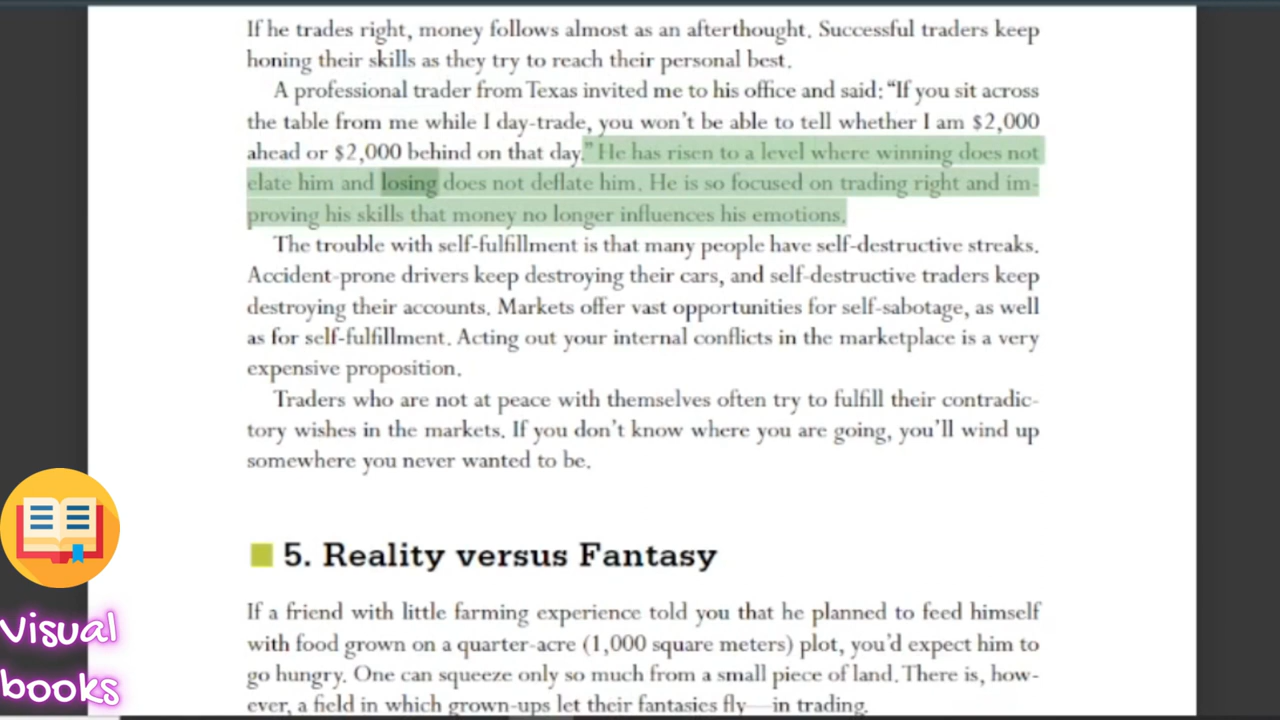 If he trades right, money follows almost as an afterthought. Successful traders keep
honing their skills as they try to reach their personal best.
A professional trader from Texas invited me to his office and said: “If you sit across
the table from me while I day-trade, you won’t be able to tell whether I am $2,000
ahead or $2,000 behind on that day.” He has risen to a level where winning does not
elate him and losing does not deflate him. He is so focused on trading right and im-
proving his skills that money no longer influences his emotions.
The trouble with self-fulfillment is that many people have self-destructive streaks.
Accident-prone drivers keep destroying their cars, and self-destructive traders keep
destroying their accounts. Markets offer vast opportunities for self-sabotage, as well
as for self-fulfillment. Acting out your internal conflicts in the marketplace is a very
expensive proposition.
Traders who are not at peace with themselves often try to fulfill their contradic-
tory wishes in the markets. If you don’t know where you are going, you’ll wind up
somewhere you never wanted to be.
5. Reality versus Fantasy
If a friend with little farming experience told you that he planned to feed himself
with food grown on a quarter-acre (1,000 square meters) plot, you’d expect him to
go hungry. One can squeeze only so much from a small piece of land. There is, how-
ever, a field in which grown-ups let their fantasies fly—in trading.
Visual
books